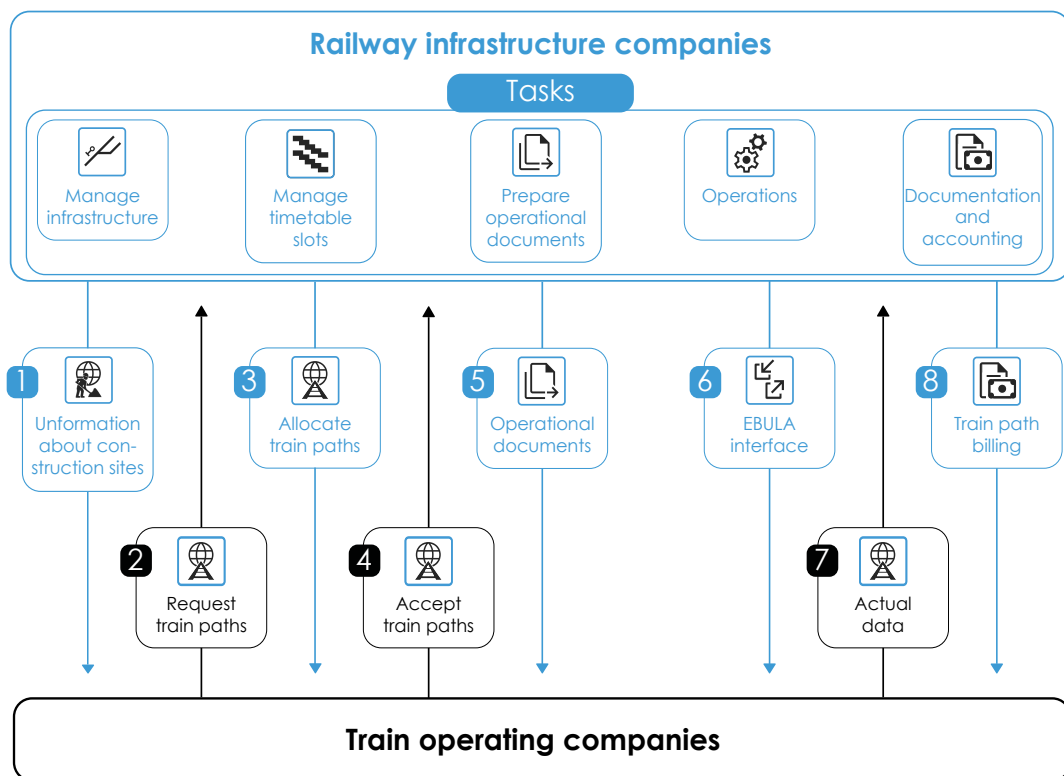 Railway infrastructure companies
Tasks
Manage
infrastructure
Manage
timetable
slots
Prepare
operational
documents
Operations
Documentation
and
accounting
1
Unformation
about con-
struction sites
3
Allocate
train paths
5
Operational
documents
6
EBULA
interface
8
Train path
billing
2
Request
train paths
4
Accept
train paths
7
Actual
data
Train operating companies